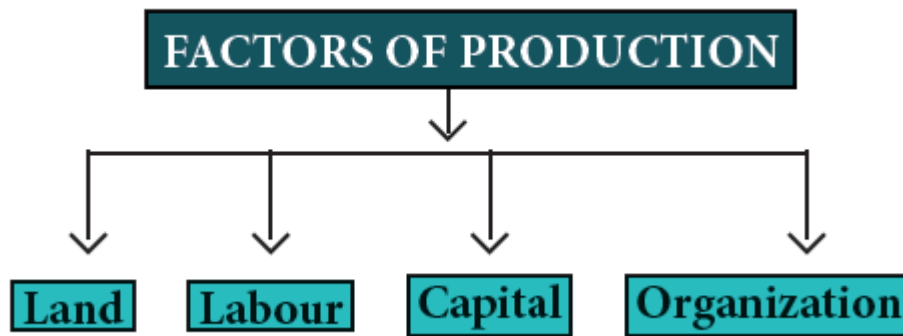 FACTORS OF PRODUCTION
Land
Labour
Capital
Organization